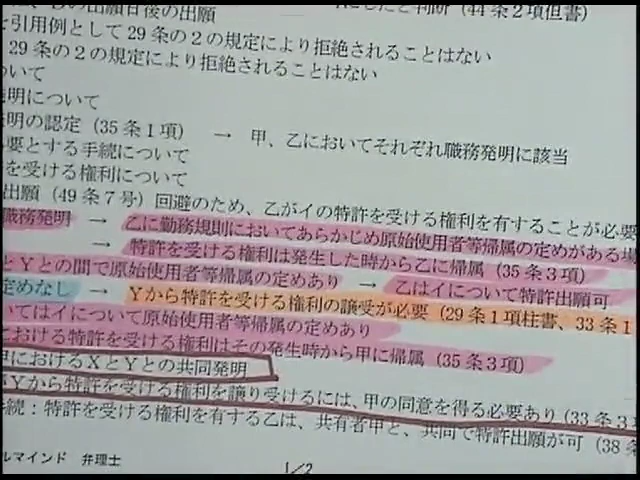 の出願日後の出願
と判断（44条2項但書）
引用例として29条の2の規定により拒絶されることはない
29条の2の規定により拒絶されることはない
ついて
明について
明の認定（35条1項） → 甲、乙においてそれぞれ職務発明に該当
要とする手続について
を受ける権利について
出願（49条7号）回避のため、乙がイの特許を受ける権利を有することが必要
職務発明 → 乙に勤務規則においてあらかじめ原始使用者等帰属の定めがある場
→ 特許を受ける権利は発生した時から乙に帰属（35条3項）
とYとの間で原始使用者等帰属の定めあり → 乙はイについて特許出願可
定めなし → Yから特許を受ける権利の譲受が必要（29条1項柱書、33条1
いてはイについて原始使用者等帰属の定めあり
における特許を受ける権利はその発生時から甲に帰属（35条3項）
甲におけるXとYとの共同発明
Yから特許を受ける権利を譲り受けるには、甲の同意を得る必要あり（33条3
続：特許を受ける権利を有する乙は、共有者甲と、共同で特許出願が可（38条
ルマインド 弁理士
1/2